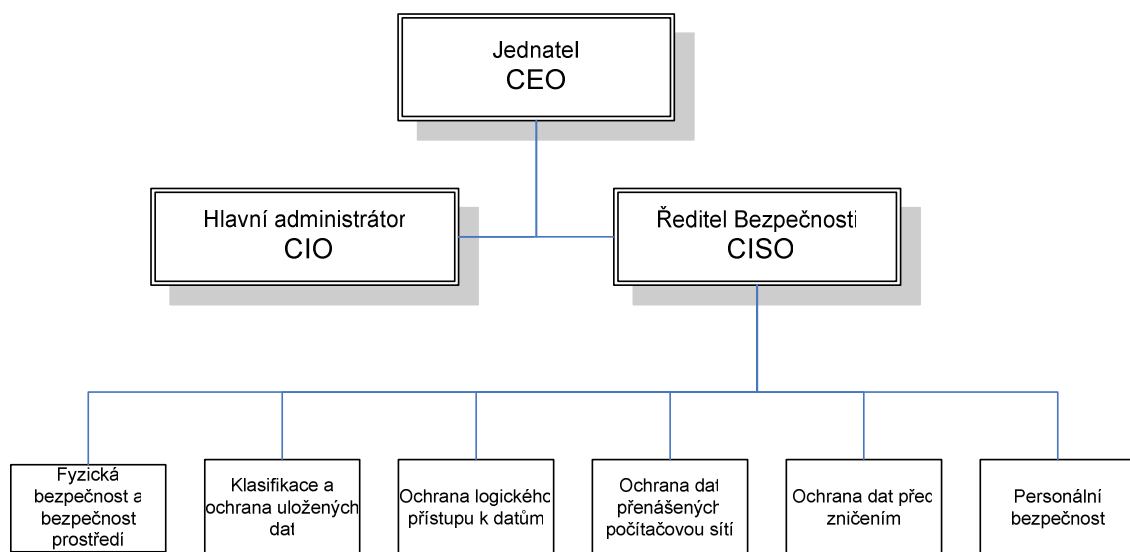 Jednatel
CEO
Hlavní administrátor
CIO
Ředitel Bezpečnosti
CISO
Fyzická
bezpečnost a
bezpečnost
prostředí
Klasifikace a
ochrana uložených
dat
Ochrana logického
přístupu k datům
Ochrana dat
přenášených
počítačovou sítí
Ochrana dat před
zničením
Personální
bezpečnost